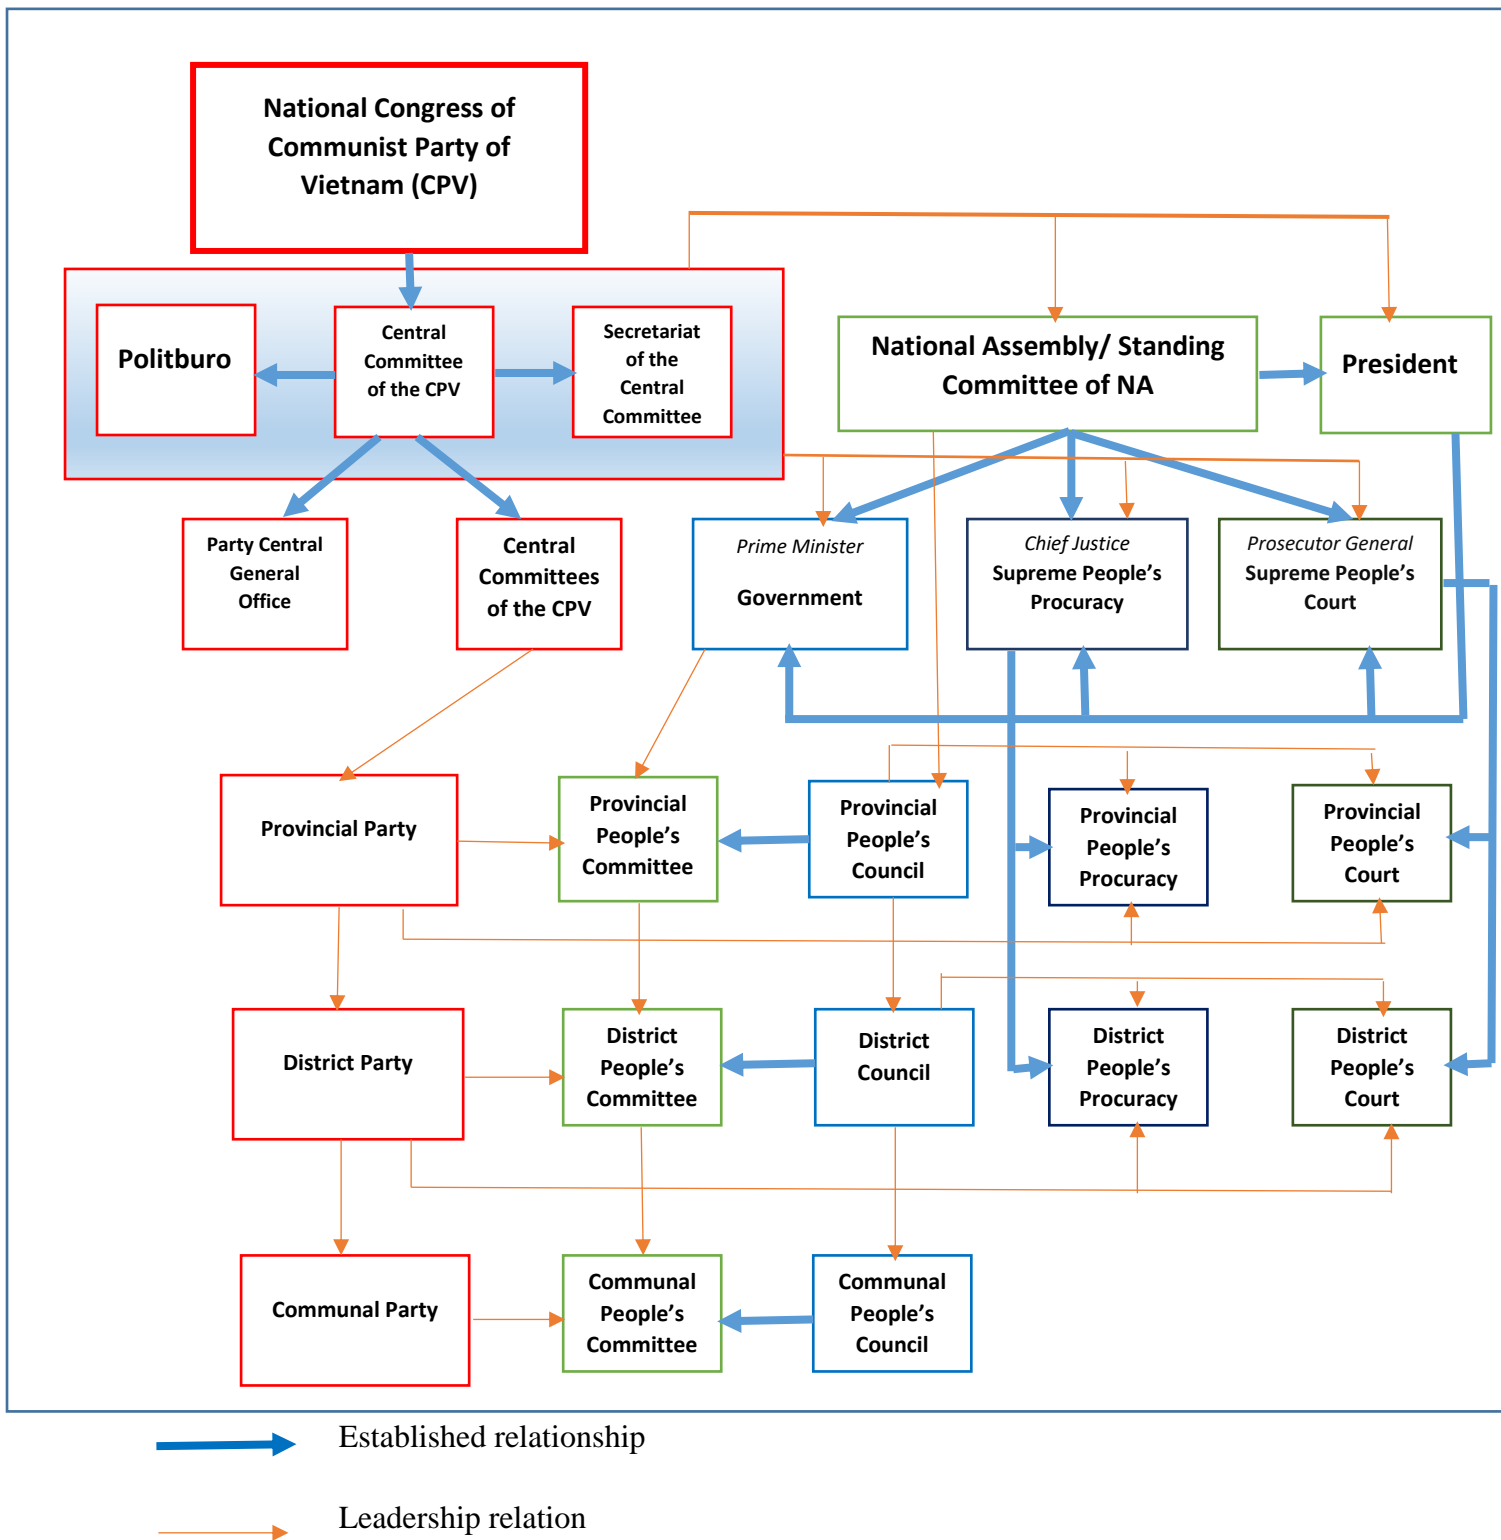 National Congress of
Communist Party of
Vietnam (CPV)
Politburo
Central
Committee
of the CPV
Secretariat
of the
Central
Committee
National Assembly/ Standing
Committee of NA
President
Party Central
General
Office
Central
Committees
of the CPV
Prime Minister
Government
Chief Justice
Supreme People’s
Procuracy
Prosecutor General
Supreme People’s
Court
Provincial Party
Provincial
People’s
Committee
Provincial
People’s
Council
Provincial
People’s
Procuracy
Provincial
People’s
Court
District Party
District
People’s
Committee
District
Council
District
People’s
Procuracy
District
People’s
Court
Communal Party
Communal
People’s
Committee
Communal
People’s
Council
Established relationship
Leadership relation